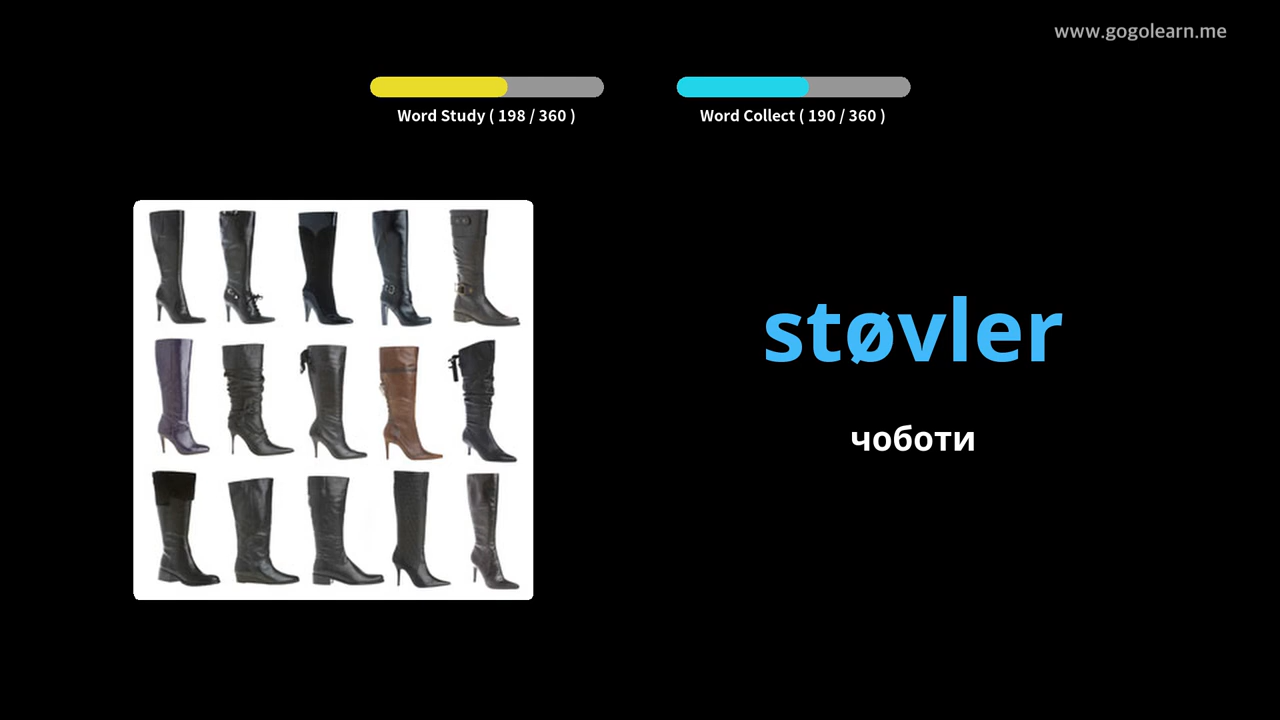 www.gogolearn.me
Word Study ( 198 / 360 )
Word Collect ( 190 / 360 )
støvler
чоботи